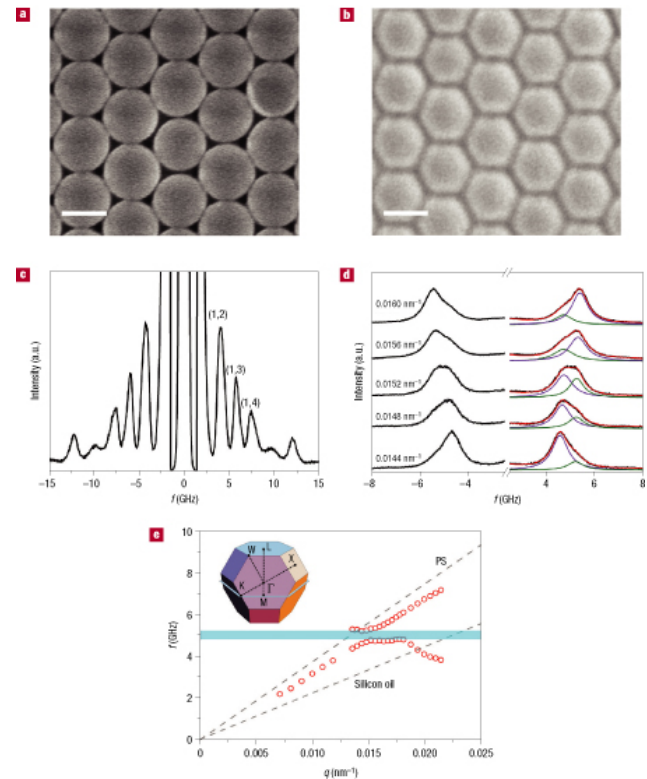 a
b
c
d
(1,2)
(1,3)
(1,4)
Intensity (a.u.)
–15 –10 –5 0 5 10 15
f (GHz)
0.0160 nm⁻¹
0.0156 nm⁻¹
0.0152 nm⁻¹
0.0148 nm⁻¹
0.0144 nm⁻¹
Intensity (a.u.)
–8 –6 –4 4 6 8
f (GHz)
e
10
8
6
4
2
0
f (GHz)
W
L
X
K
Γ
M
PS
Silicon oil
0 0.005 0.010 0.015 0.020 0.025
q (nm⁻¹)